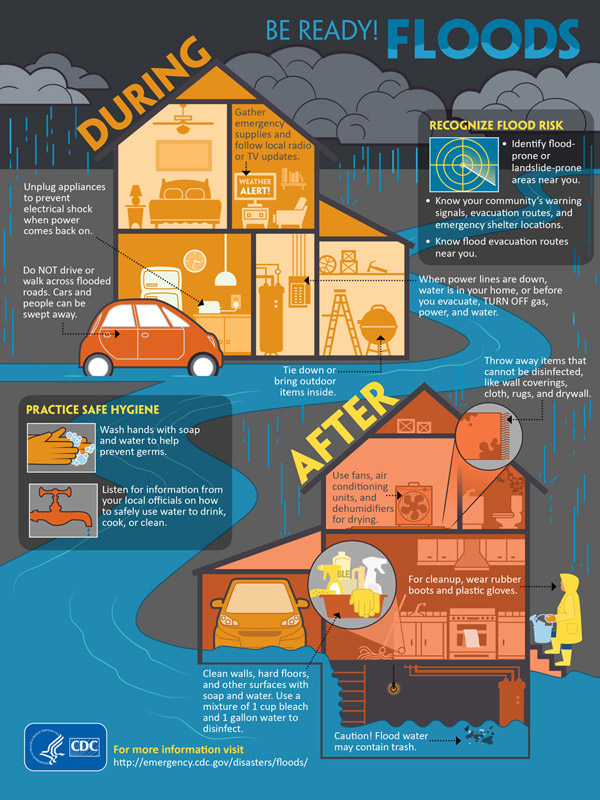 BE READY! FLOODS
DURING
Gather
emergency
supplies and
follow local radio
or TV updates.
WEATHER
ALERT!
RECOGNIZE FLOOD RISK
• Identify flood-
prone or
landslide-prone
areas near you.
• Know your community's warning
signals, evacuation routes, and
emergency shelter locations.
• Know flood evacuation routes
near you.
Unplug appliances
to prevent
electrical shock
when power
comes back on.
Do NOT drive or
walk across flooded
roads. Cars and
people can be
swept away.
When power lines are down,
water is in your home, or before
you evacuate, TURN OFF gas,
power, and water.
Tie down or
bring outdoor
items inside.
Throw away items that
cannot be disinfected,
like wall coverings,
cloth, rugs, and drywall.
PRACTICE SAFE HYGIENE
Wash hands with soap
and water to help
prevent germs.
Listen for information from
your local officials on how
to safely use water to drink,
cook, or clean.
AFTER
Use fans, air
conditioning
units, and
dehumidifiers
for drying.
BLE
For cleanup, wear rubber
boots and plastic gloves.
Clean walls, hard floors,
and other surfaces with
soap and water. Use a
mixture of 1 cup bleach
and 1 gallon water to
disinfect.
Caution! Flood water
may contain trash.
CDC
For more information visit
http://emergency.cdc.gov/disasters/floods/